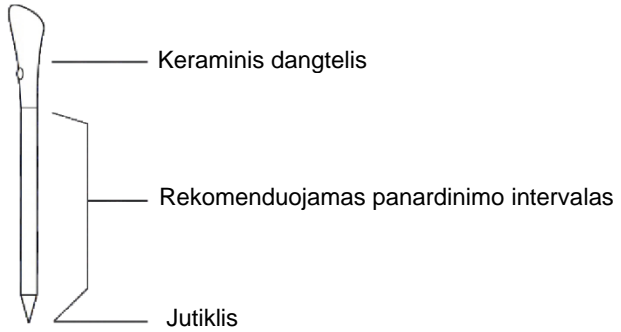 Keraminis dangtelis
Rekomenduojamas panardinimo intervalas
Jutiklis